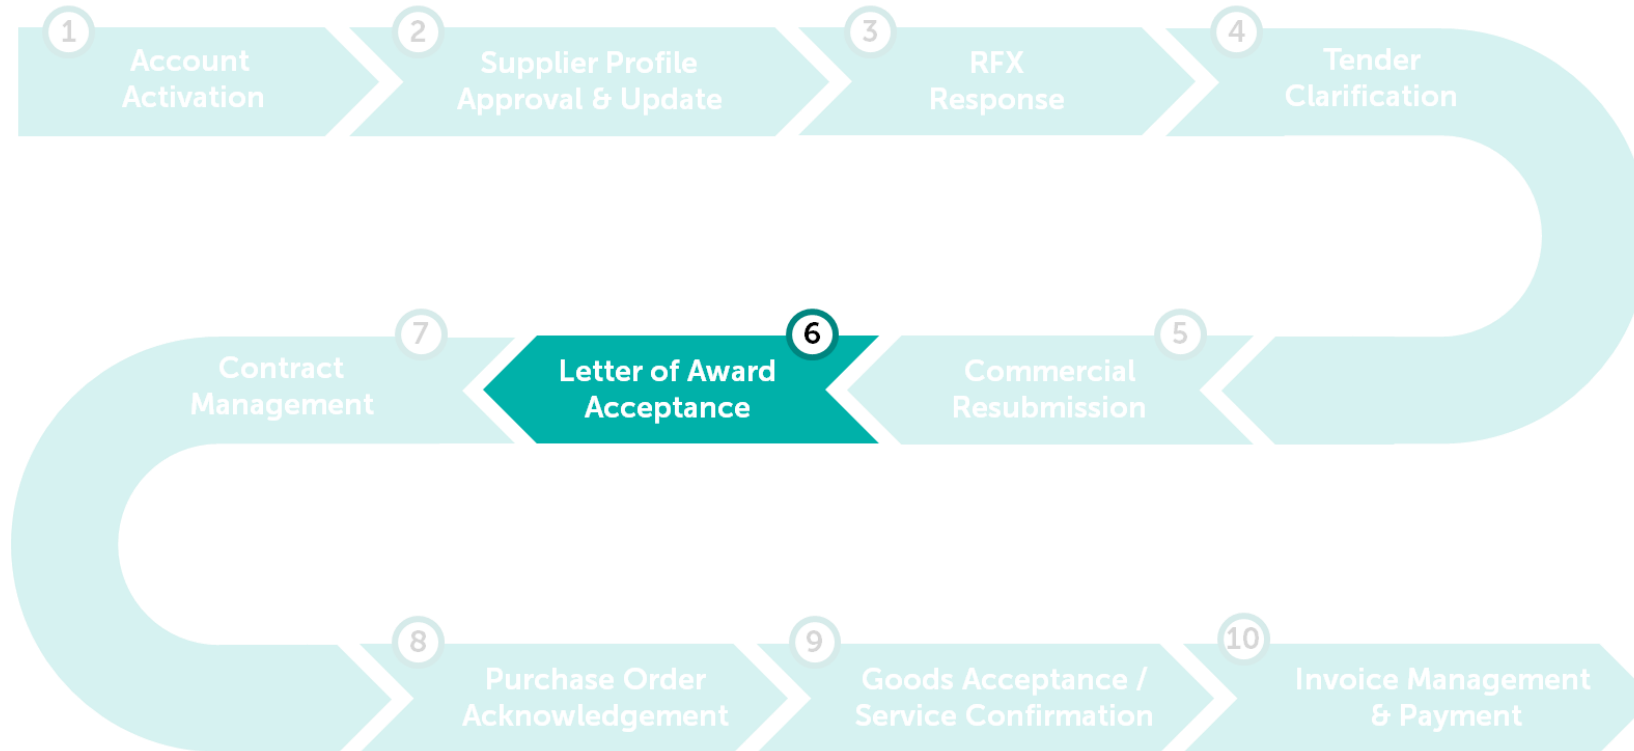 1
Account
Activation
2
Supplier Profile
Approval & Update
3
RFX
Response
4
Tender
Clarification
5
Commercial
Resubmission
6
Letter of Award
Acceptance
7
Contract
Management
8
Purchase Order
Acknowledgement
9
Goods Acceptance /
Service Confirmation
10
Invoice Management
& Payment